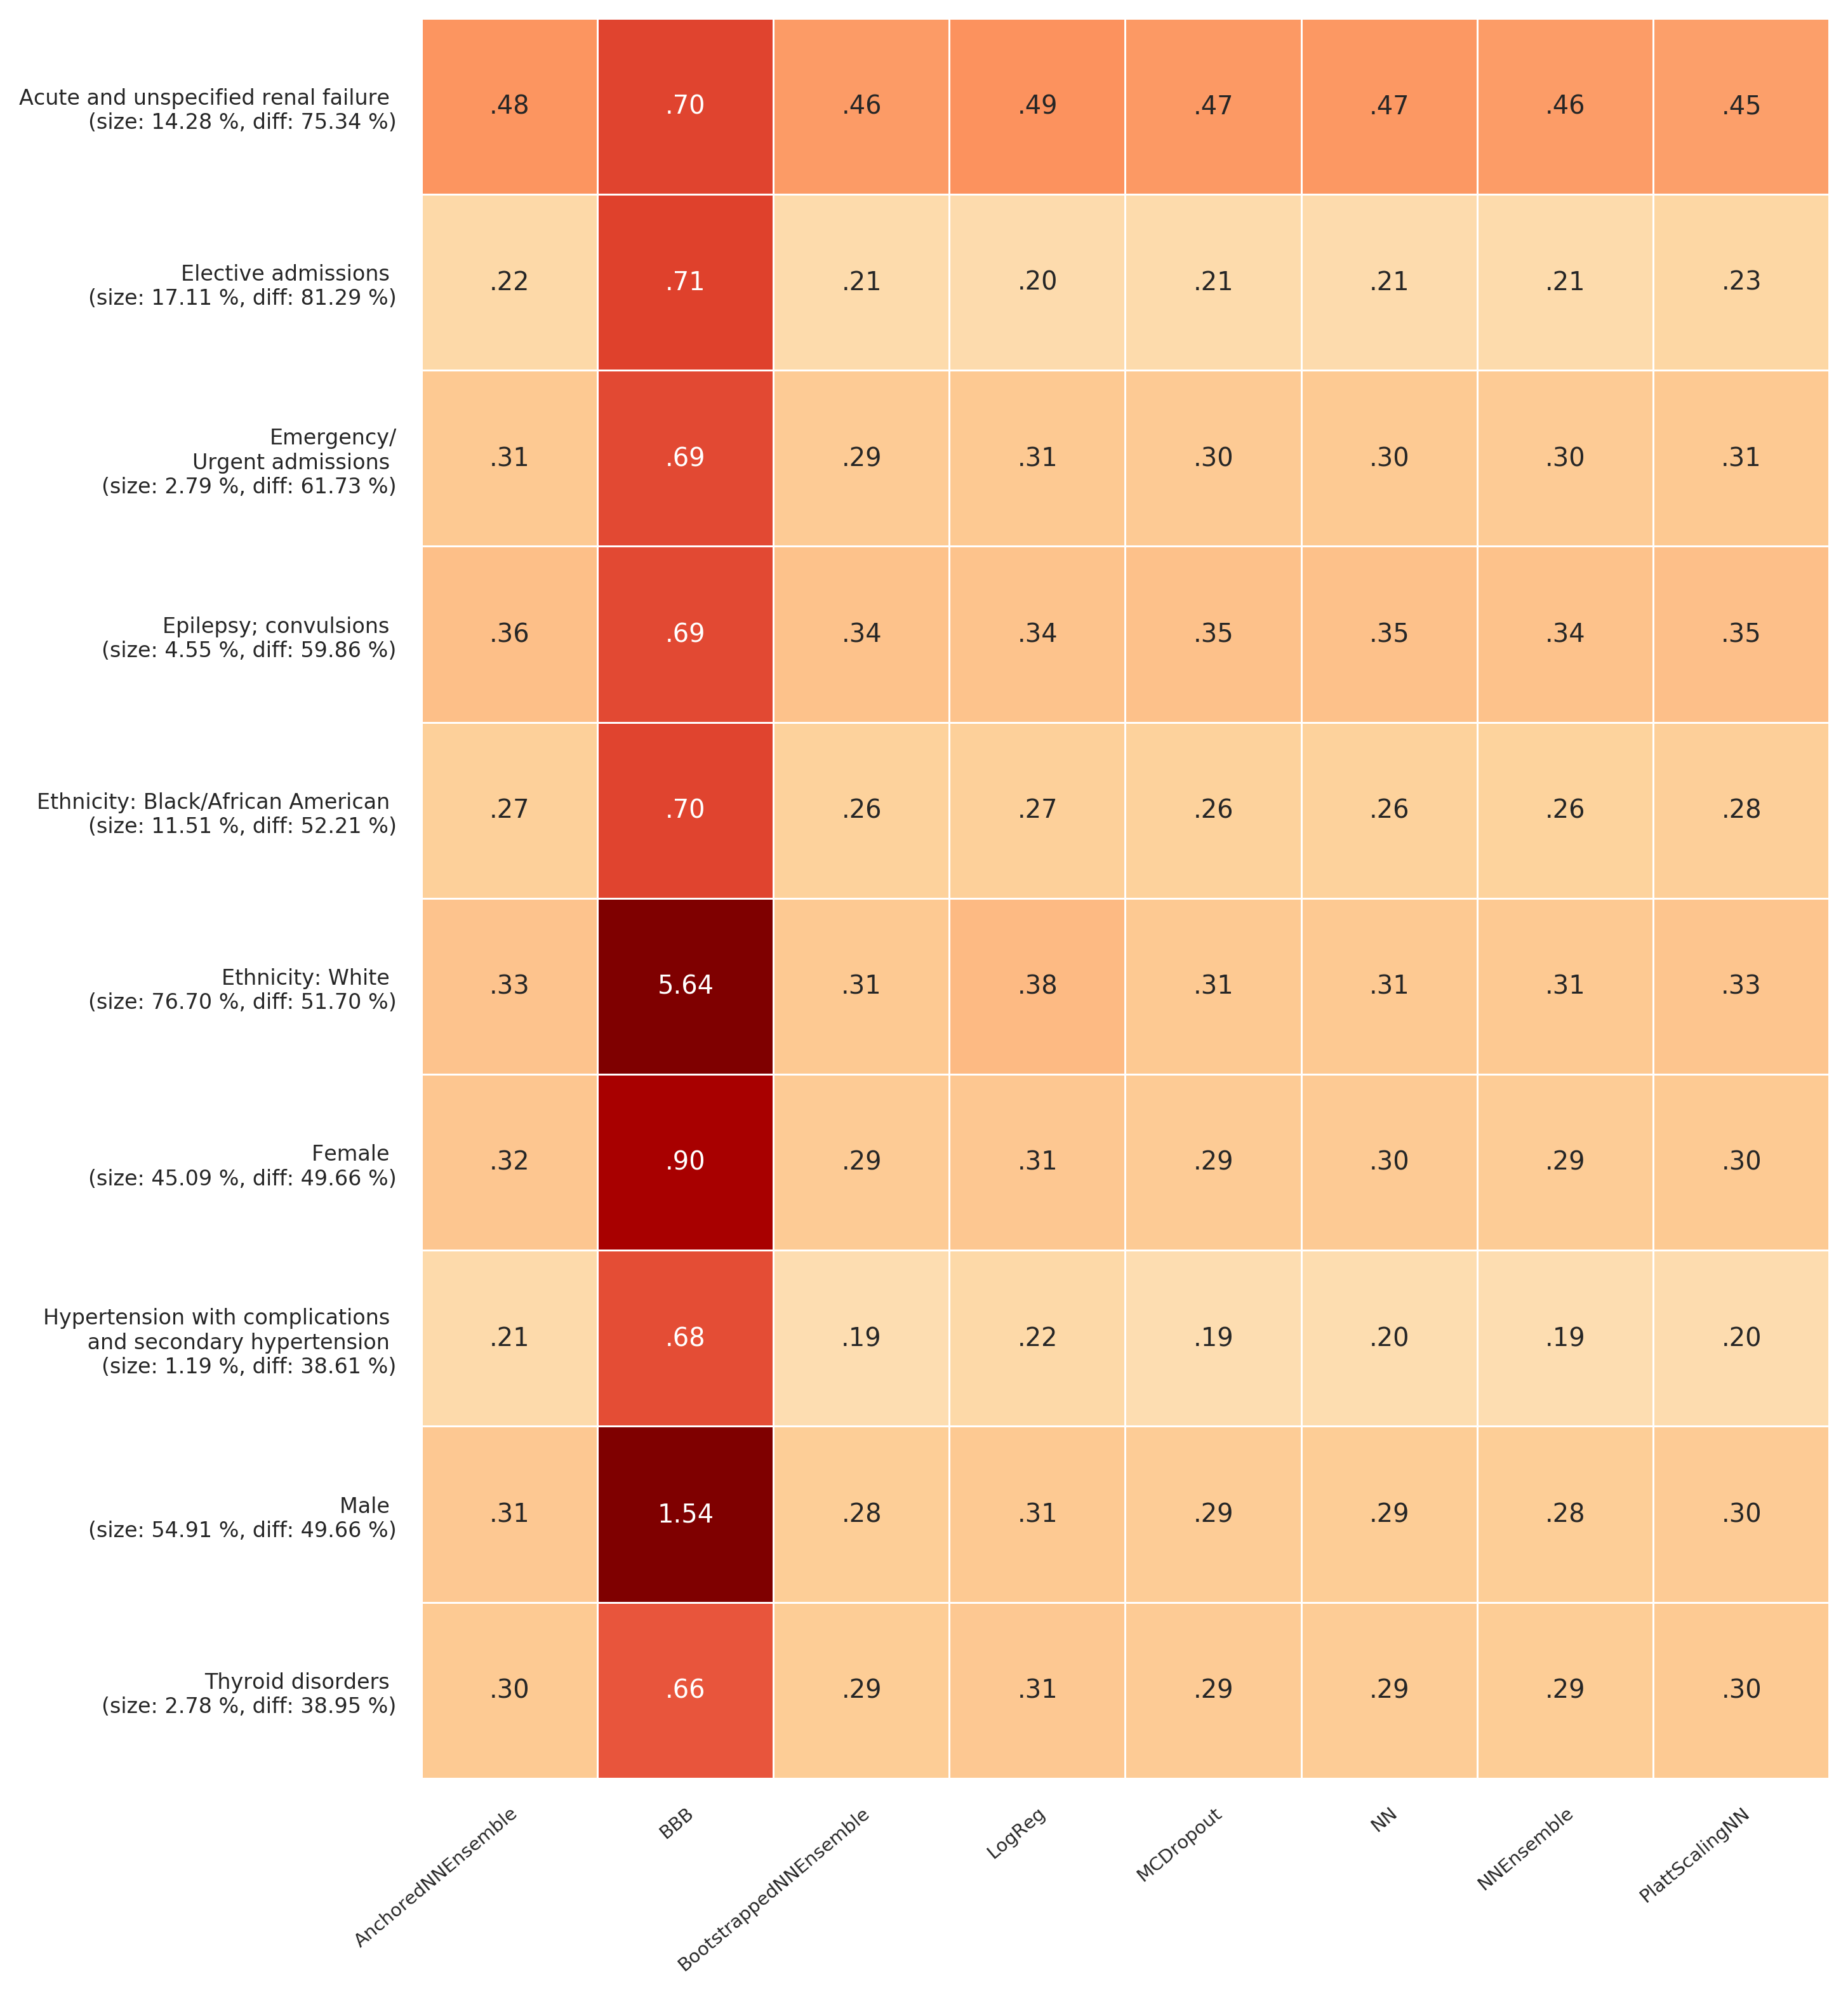 Acute and unspecified renal failure
(size: 14.28 %, diff: 75.34 %)
.48 .70 .46 .49 .47 .47 .46 .45
Elective admissions
(size: 17.11 %, diff: 81.29 %)
.22 .71 .21 .20 .21 .21 .21 .23
Emergency/
Urgent admissions
(size: 2.79 %, diff: 61.73 %)
.31 .69 .29 .31 .30 .30 .30 .31
Epilepsy; convulsions
(size: 4.55 %, diff: 59.86 %)
.36 .69 .34 .34 .35 .35 .34 .35
Ethnicity: Black/African American
(size: 11.51 %, diff: 52.21 %)
.27 .70 .26 .27 .26 .26 .26 .28
Ethnicity: White
(size: 76.70 %, diff: 51.70 %)
.33 5.64 .31 .38 .31 .31 .31 .33
Female
(size: 45.09 %, diff: 49.66 %)
.32 .90 .29 .31 .29 .30 .29 .30
Hypertension with complications
and secondary hypertension
(size: 1.19 %, diff: 38.61 %)
.21 .68 .19 .22 .19 .20 .19 .20
Male
(size: 54.91 %, diff: 49.66 %)
.31 1.54 .28 .31 .29 .29 .28 .30
Thyroid disorders
(size: 2.78 %, diff: 38.95 %)
.30 .66 .29 .31 .29 .29 .29 .30
AnchoredNNEnsemble
BBB
BootstrappedNNEnsemble
LogReg
MCDropout
NN
NNEnsemble
PlattScalingNN